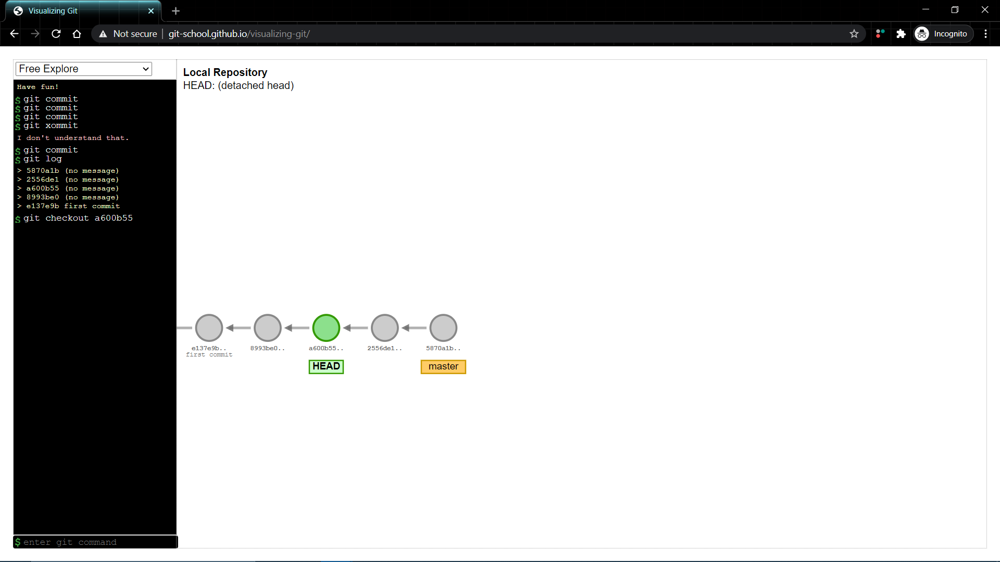 Visualizing Git
Not secure
git-school.github.io/visualizing-git/
Incognito
Free Explore
Have fun!
$ git commit
$ git commit
$ git commit
$ git xommit
I don't understand that.
$ git commit
$ git log
> 5870a1b (no message)
> 2556de1 (no message)
> a600b55 (no message)
> 8993be0 (no message)
> e137e9b first commit
$ git checkout a600b55
$ enter git command
Local Repository
HEAD: (detached head)
e137e9b.. 8993be0.. a600b55.. 2556de1.. 5870a1b..
first commit
HEAD master